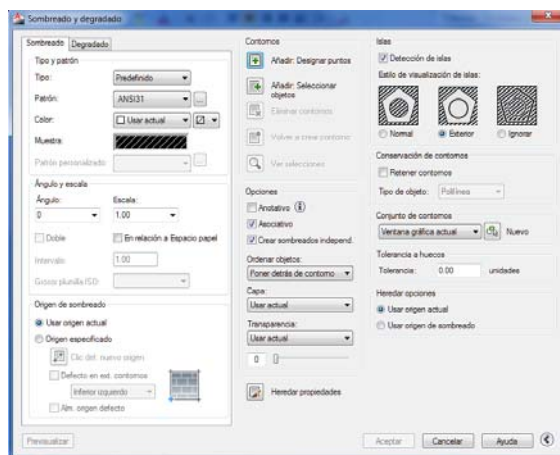 Sombreado y degradado
Sombreado
Degradado
Tipo y patrón
Tipo:
Predefinido
Patrón:
ANSI31
...
Color:
Usar actual
Muestra:
Patrón personalizado:
...
Ángulo y escala
Ángulo:
Escala:
0
1.00
Doble
En relación a Espacio papel
Intervalo:
1.00
Grosor plumilla ISO:
Origen de sombreado
Usar origen actual
Origen especificado
Clic def. nuevo origen
Defecto en ext. contornos
Inferior izquierdo
Alm. origen defecto
Previsualizar
Contornos
Añadir: Designar puntos
Añadir: Seleccionar
objetos
Eliminar contornos
Volver a crear contorno
Ver selecciones
Opciones
Anotativo
Asociativo
Crear sombreados independ.
Ordenar objetos:
Poner detrás de contorno
Capa:
Usar actual
Transparencia:
Usar actual
0
Heredar propiedades
Islas
Detección de islas
Estilo de visualización de islas:
Normal
Exterior
Ignorar
Conservación de contornos
Retener contornos
Tipo de objeto:
Polilínea
Conjunto de contornos
Ventana gráfica actual
Nuevo
Tolerancia a huecos
Tolerancia:
0.00
unidades
Heredar opciones
Usar origen actual
Usar origen de sombreado
Aceptar
Cancelar
Ayuda